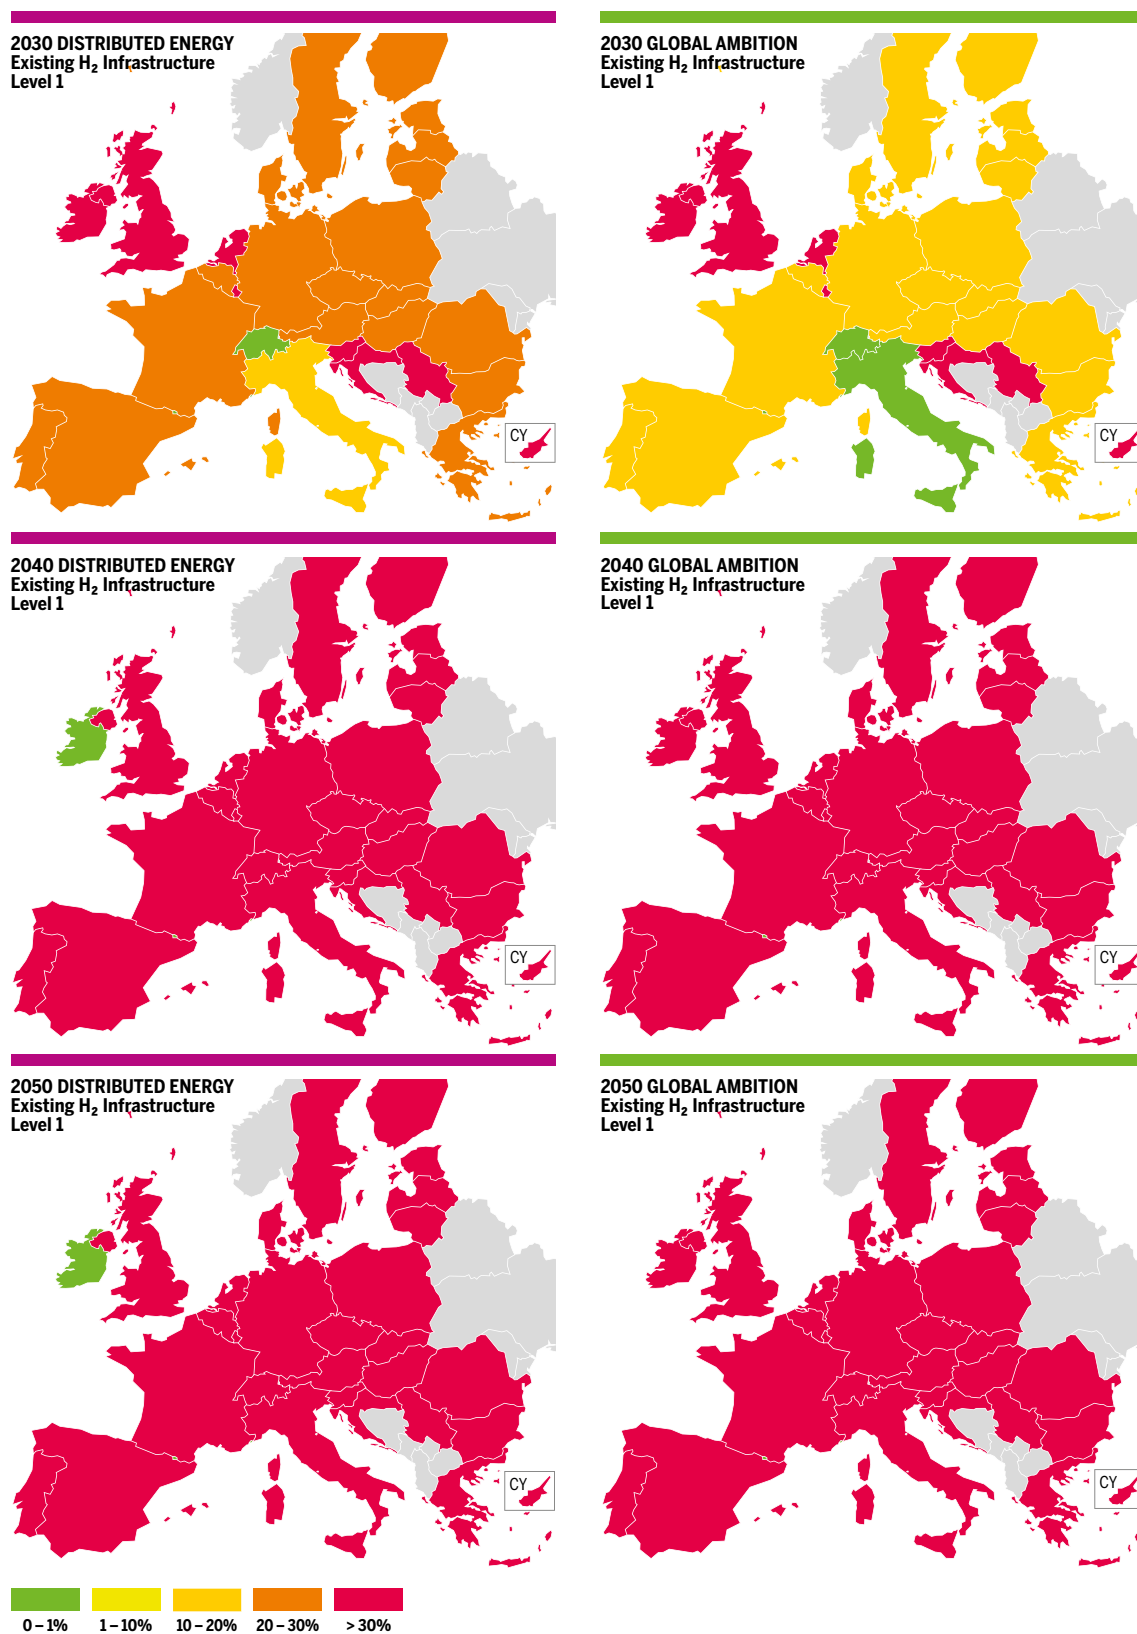 2030 DISTRIBUTED ENERGY
Existing H₂ Infrastructure
Level 1
CY
2030 GLOBAL AMBITION
Existing H₂ Infrastructure
Level 1
CY
2040 DISTRIBUTED ENERGY
Existing H₂ Infrastructure
Level 1
CY
2040 GLOBAL AMBITION
Existing H₂ Infrastructure
Level 1
CY
2050 DISTRIBUTED ENERGY
Existing H₂ Infrastructure
Level 1
CY
2050 GLOBAL AMBITION
Existing H₂ Infrastructure
Level 1
CY
0 – 1% 1 – 10% 10 – 20% 20 – 30% > 30%